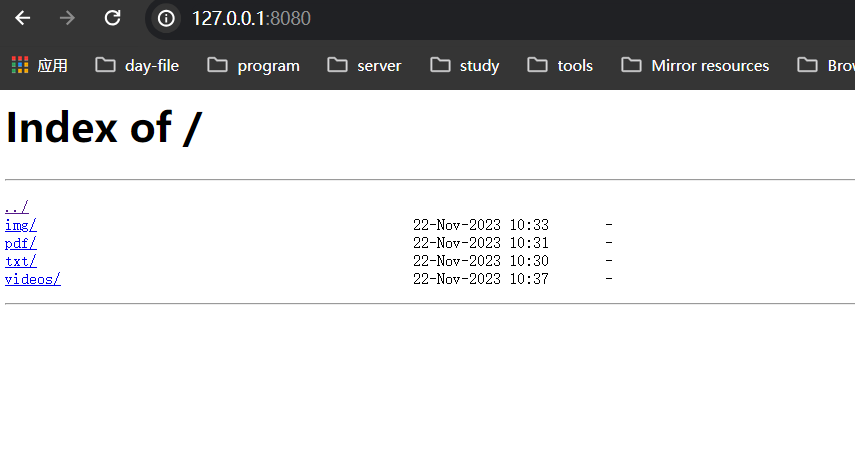 127.0.0.1:8080
应用 day-file program server study tools Mirror resources Brow
Index of /
../
img/ 22-Nov-2023 10:33 -
pdf/ 22-Nov-2023 10:31 -
txt/ 22-Nov-2023 10:30 -
videos/ 22-Nov-2023 10:37 -